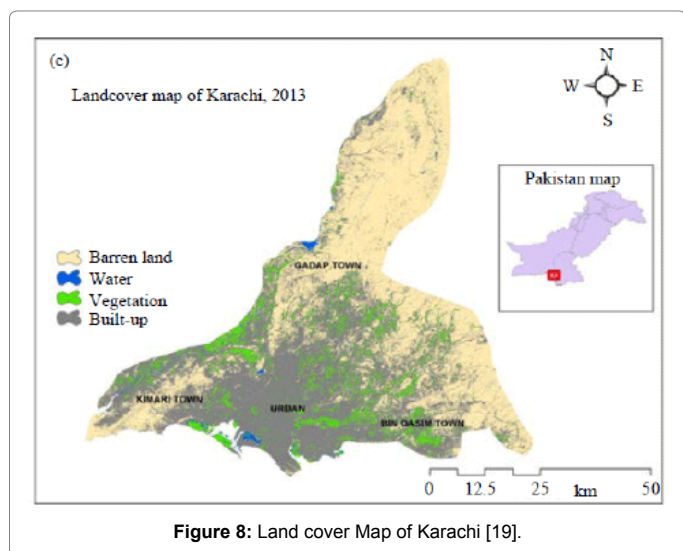 (c)
Landcover map of Karachi, 2013
N
W E
S
Pakistan map
Barren land
Water
Vegetation
Built-up
GADAP TOWN
KIMARI TOWN
URBAN
BIN QASIM TOWN
0 12.5 25 km 50
Figure 8: Land cover Map of Karachi [19].